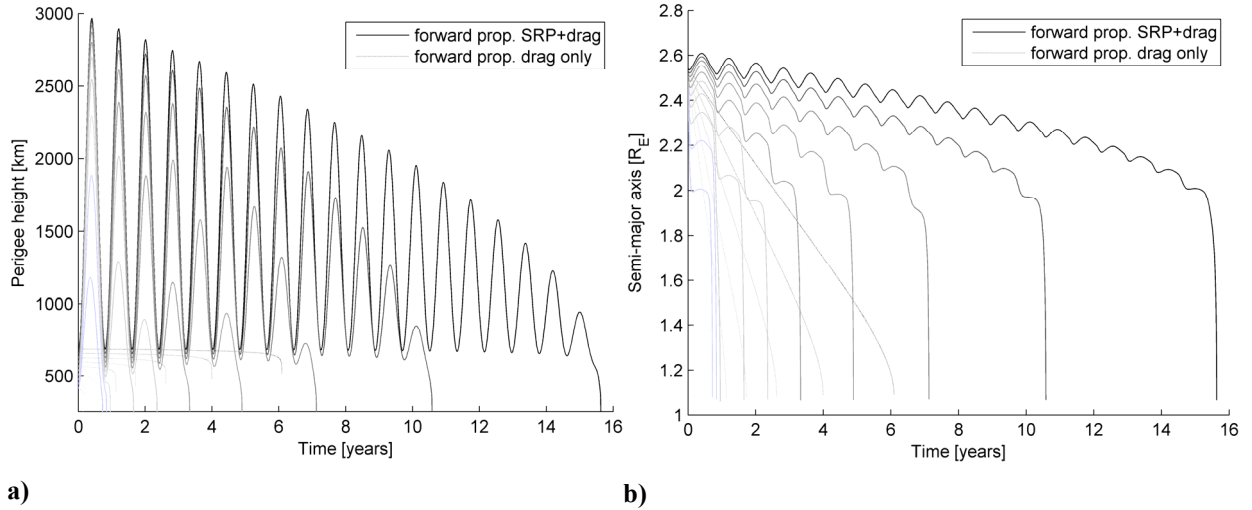 forward prop. SRP+drag
forward prop. drag only
Perigee height [km]
3000
2500
2000
1500
1000
500
0 2 4 6 8 10 12 14 16
Time [years]
a)
forward prop. SRP+drag
forward prop. drag only
Semi-major axis [R_E]
2.8
2.6
2.4
2.2
2
1.8
1.6
1.4
1.2
1
0 2 4 6 8 10 12 14 16
Time [years]
b)